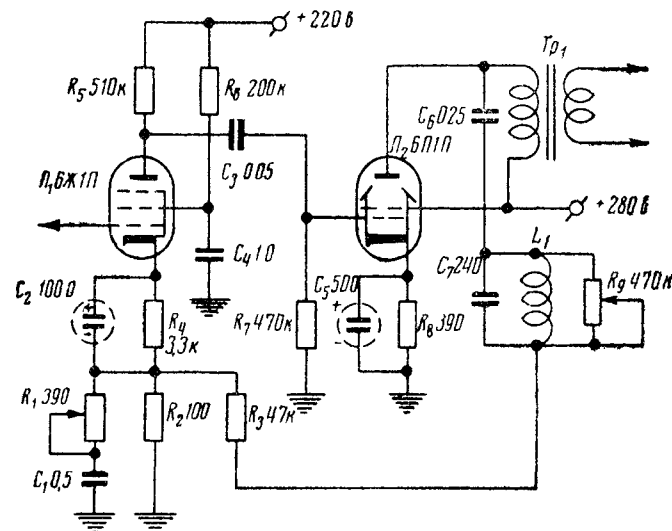 + 220 в
R5 510к
R6 200к
Тр1
C6 025
Л2 6П1П
C3 005
Л1 6Ж1П
+ 280 в
C4 10
L1
C2 100 0
C5 500
C7 240
R9 470к
R4 3,3к
R7 470к
R8 390
R1 390
R2 100
R3 47к
C1 0,5